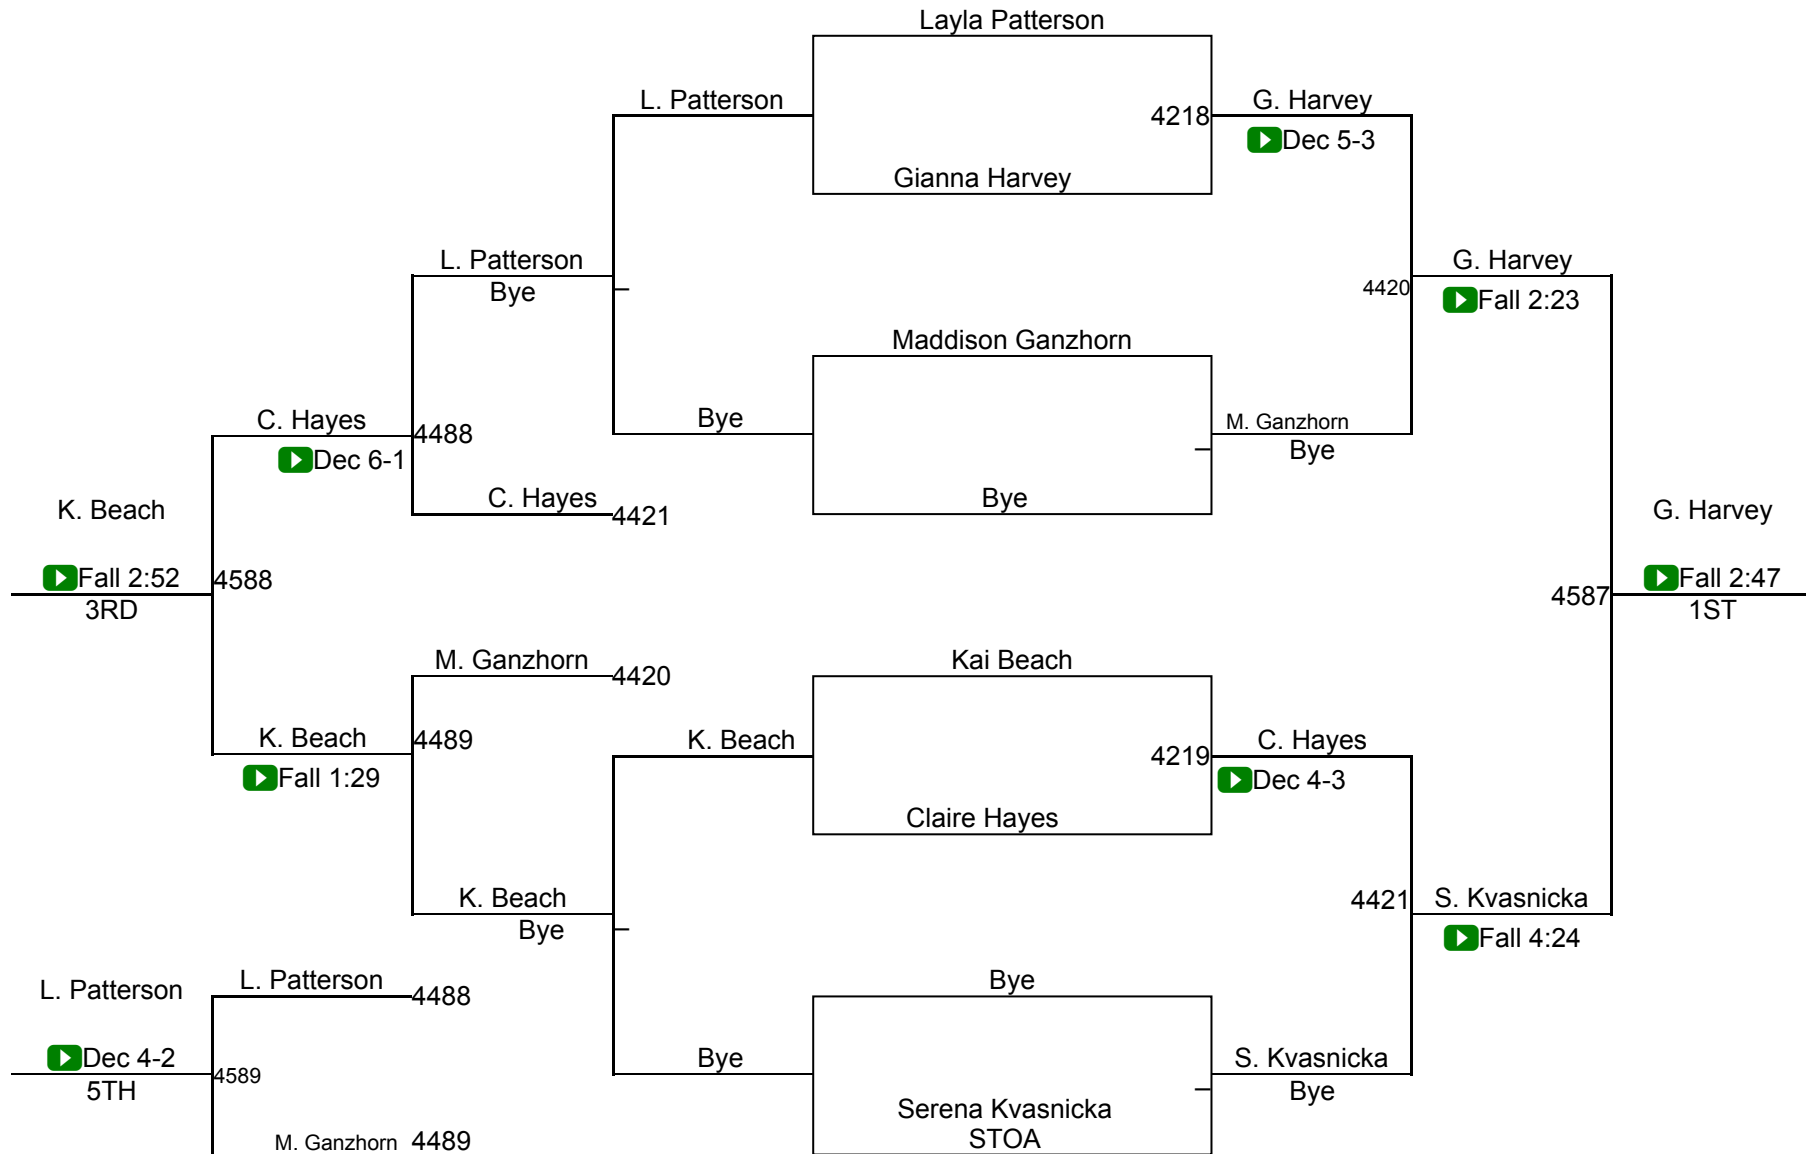 Layla Patterson
L. Patterson
4218
G. Harvey
Dec 5-3
Gianna Harvey
L. Patterson
Bye
G. Harvey
4420
Fall 2:23
Maddison Ganzhorn
C. Hayes
4488
Dec 6-1
Bye
M. Ganzhorn
Bye
C. Hayes
4421
Bye
K. Beach
G. Harvey
Fall 2:52
4588
3RD
4587
Fall 2:47
1ST
M. Ganzhorn
4420
Kai Beach
K. Beach
4489
Fall 1:29
K. Beach
4219
C. Hayes
Dec 4-3
Claire Hayes
K. Beach
Bye
4421
S. Kvasnicka
Fall 4:24
L. Patterson
L. Patterson
4488
Bye
Dec 4-2
4589
5TH
Bye
S. Kvasnicka
Bye
Serena Kvasnicka
STOA
M. Ganzhorn
4489